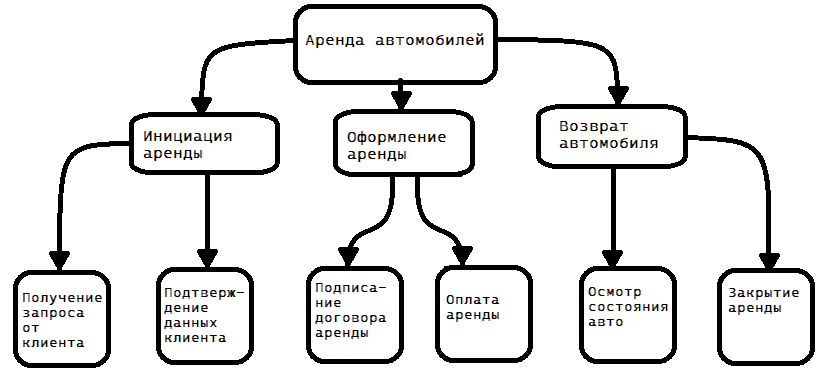 Аренда автомобилей
Инициация
аренды
Оформление
аренды
Возврат
автомобиля
Получение
запроса
от
клиента
Подтверж-
дение
данных
клиента
Подписа-
ние
договора
аренды
Оплата
аренды
Осмотр
состояния
авто
Закрытие
аренды